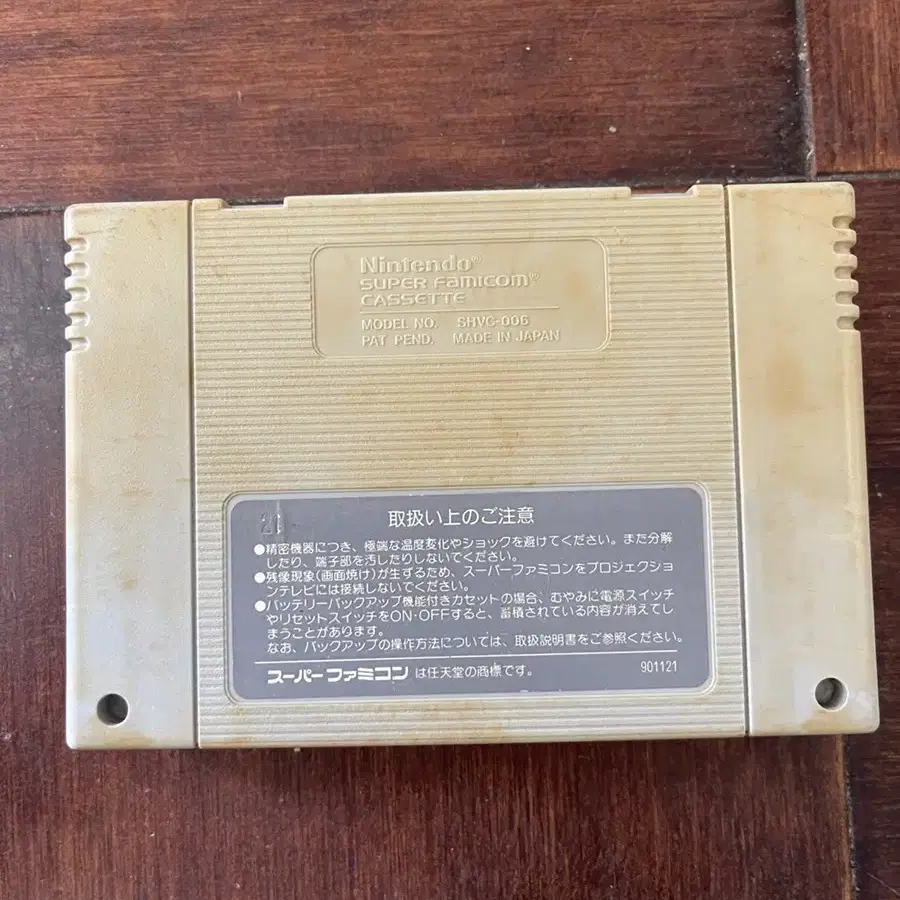 Nintendo®
SUPER FAMICOM®
CASSETTE
MODEL NO. SHVC-006
PAT PEND. MADE IN JAPAN
21
取扱い上のご注意
●精密機器につき、極端な温度変化やショックを避けてください。また分解
したり、端子部を汚したりしないでください。
●残像現象(画面焼け)が生ずるため、スーパーファミコンをプロジェクショ
ンテレビには接続しないでください。
●バッテリーバックアップ機能付きカセットの場合、むやみに電源スイッチ
やリセットスイッチをON・OFFすると、蓄積されている内容が消えてし
まうことがあります。
なお、バックアップの操作方法については、取扱説明書をご参照ください。
スーパーファミコン は任天堂の商標です。 901121